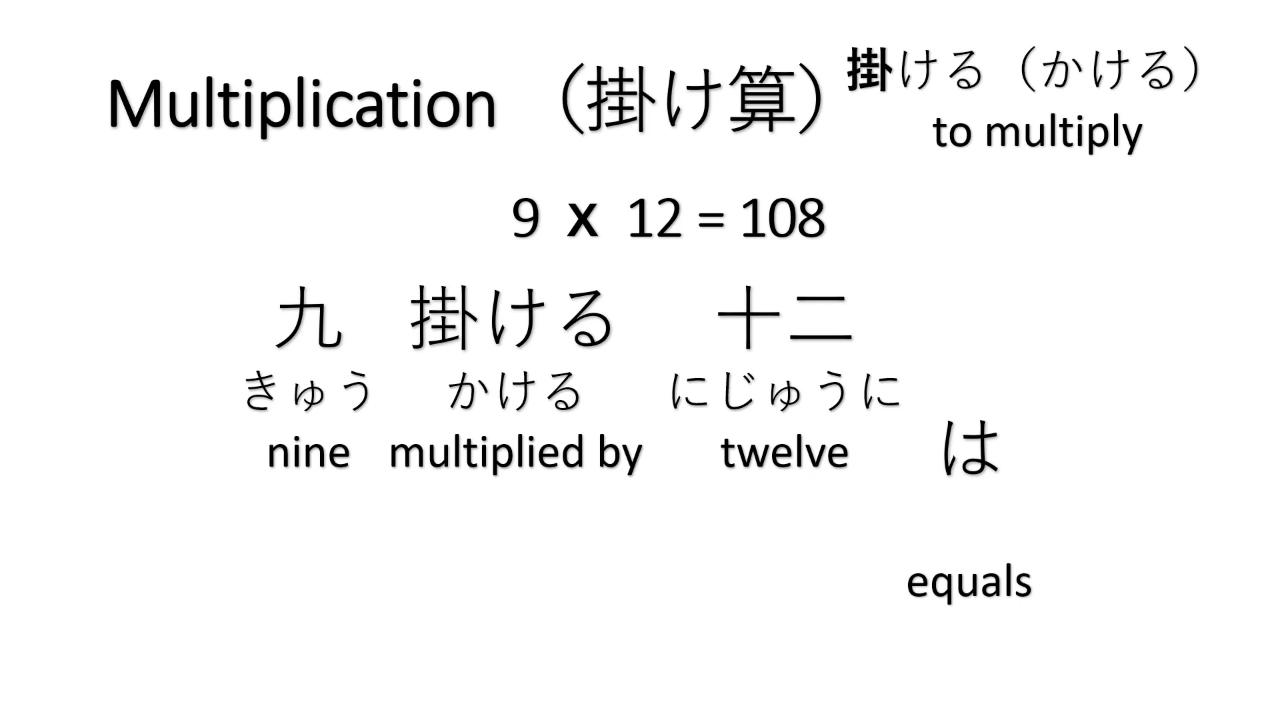 Multiplication （掛け算）
掛ける（かける）
to multiply
9 x 12 = 108
九 掛ける 十二
きゅう かける にじゅうに
nine multiplied by twelve は
equals